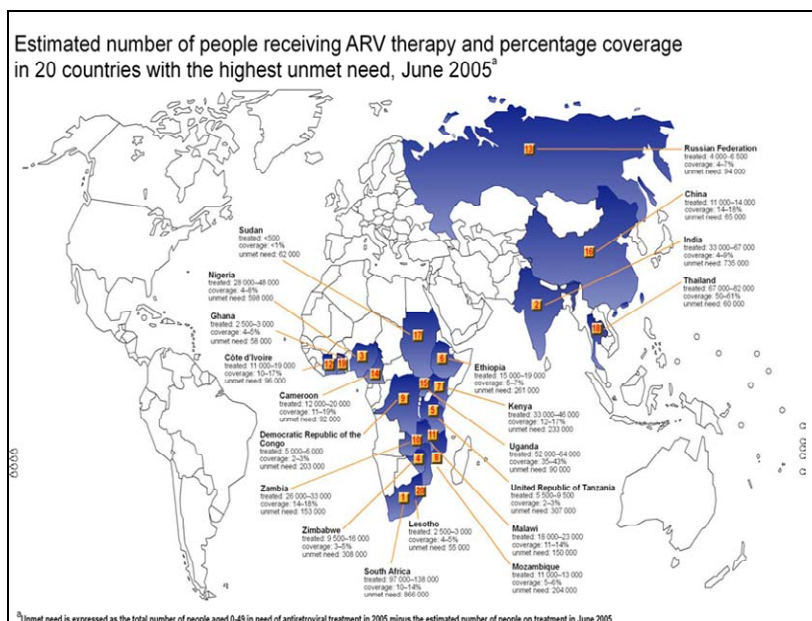 Estimated number of people receiving ARV therapy and percentage coverage
in 20 countries with the highest unmet need, June 2005a
Russian Federation
treated: 4 000–6 500
coverage: 4–7%
unmet need: 94 000
China
treated: 11 000–14 000
coverage: 14–18%
unmet need: 65 000
India
treated: 33 000–67 000
coverage: 4–9%
unmet need: 735 000
Thailand
treated: 67 000–82 000
coverage: 50–61%
unmet need: 60 000
Sudan
treated: <500
coverage: <1%
unmet need: 62 000
Nigeria
treated: 28 000–48 000
coverage: 4–8%
unmet need: 598 000
Ghana
treated: 2 500–3 000
coverage: 4–5%
unmet need: 58 000
Côte d'Ivoire
treated: 11 000–19 000
coverage: 10–17%
unmet need: 96 000
Cameroon
treated: 12 000–20 000
coverage: 11–19%
unmet need: 92 000
Democratic Republic of the
Congo
treated: 5 000–6 000
coverage: 2–3%
unmet need: 203 000
Zambia
treated: 26 000–33 000
coverage: 14–18%
unmet need: 153 000
Zimbabwe
treated: 9 500–16 000
coverage: 3–5%
unmet need: 308 000
South Africa
treated: 97 000–138 000
coverage: 10–14%
unmet need: 866 000
Lesotho
treated: 2 500–3 000
coverage: 4–5%
unmet need: 55 000
Ethiopia
treated: 15 000–19 000
coverage: 5–7%
unmet need: 261 000
Kenya
treated: 33 000–46 000
coverage: 12–17%
unmet need: 233 000
Uganda
treated: 52 000–64 000
coverage: 35–43%
unmet need: 90 000
United Republic of Tanzania
treated: 5 500–9 500
coverage: 2–3%
unmet need: 307 000
Malawi
treated: 18 000–23 000
coverage: 11–14%
unmet need: 150 000
Mozambique
treated: 11 000–13 000
coverage: 5–6%
unmet need: 204 000
2
3
14
9
15
7
5
10
11
4
1
aUnmet need is expressed as the total number of people aged 0-49 in need of antiretroviral treatment in 2005 minus the estimated number of people on treatment in June 2005